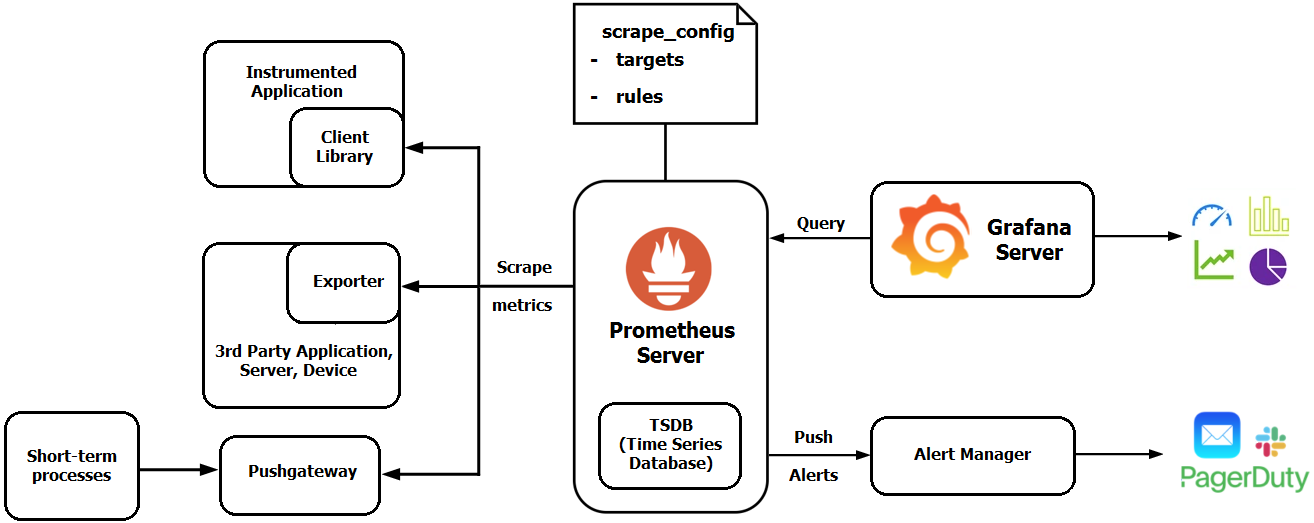 scrape_config
- targets
- rules
Instrumented
Application
Client
Library
Exporter
3rd Party Application,
Server, Device
Short-term
processes
Pushgateway
Scrape
metrics
Prometheus
Server
TSDB
(Time Series
Database)
Query
Grafana
Server
Push
Alerts
Alert Manager
PagerDuty